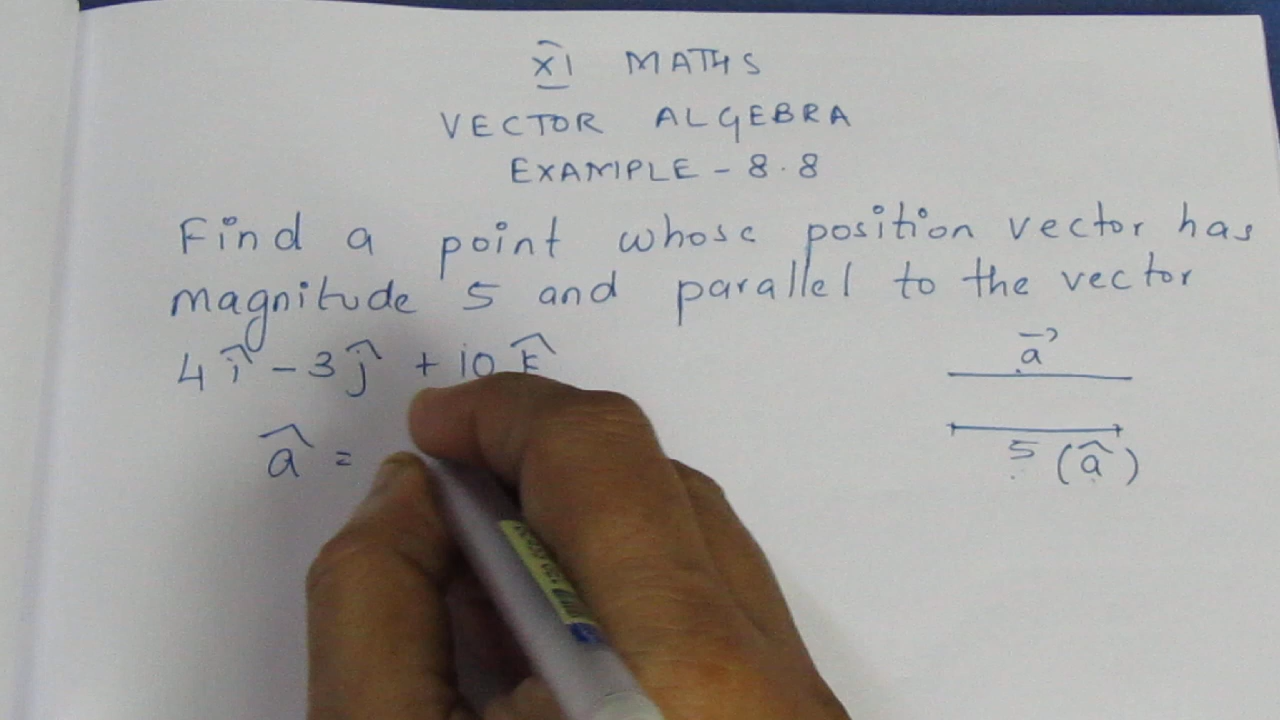 XI MATHS
VECTOR ALGEBRA
EXAMPLE - 8.8
Find a point whose position vector has
magnitude 5 and parallel to the vector
4î - 3ĵ + 10k̂
a⃗
â =
5 (â)